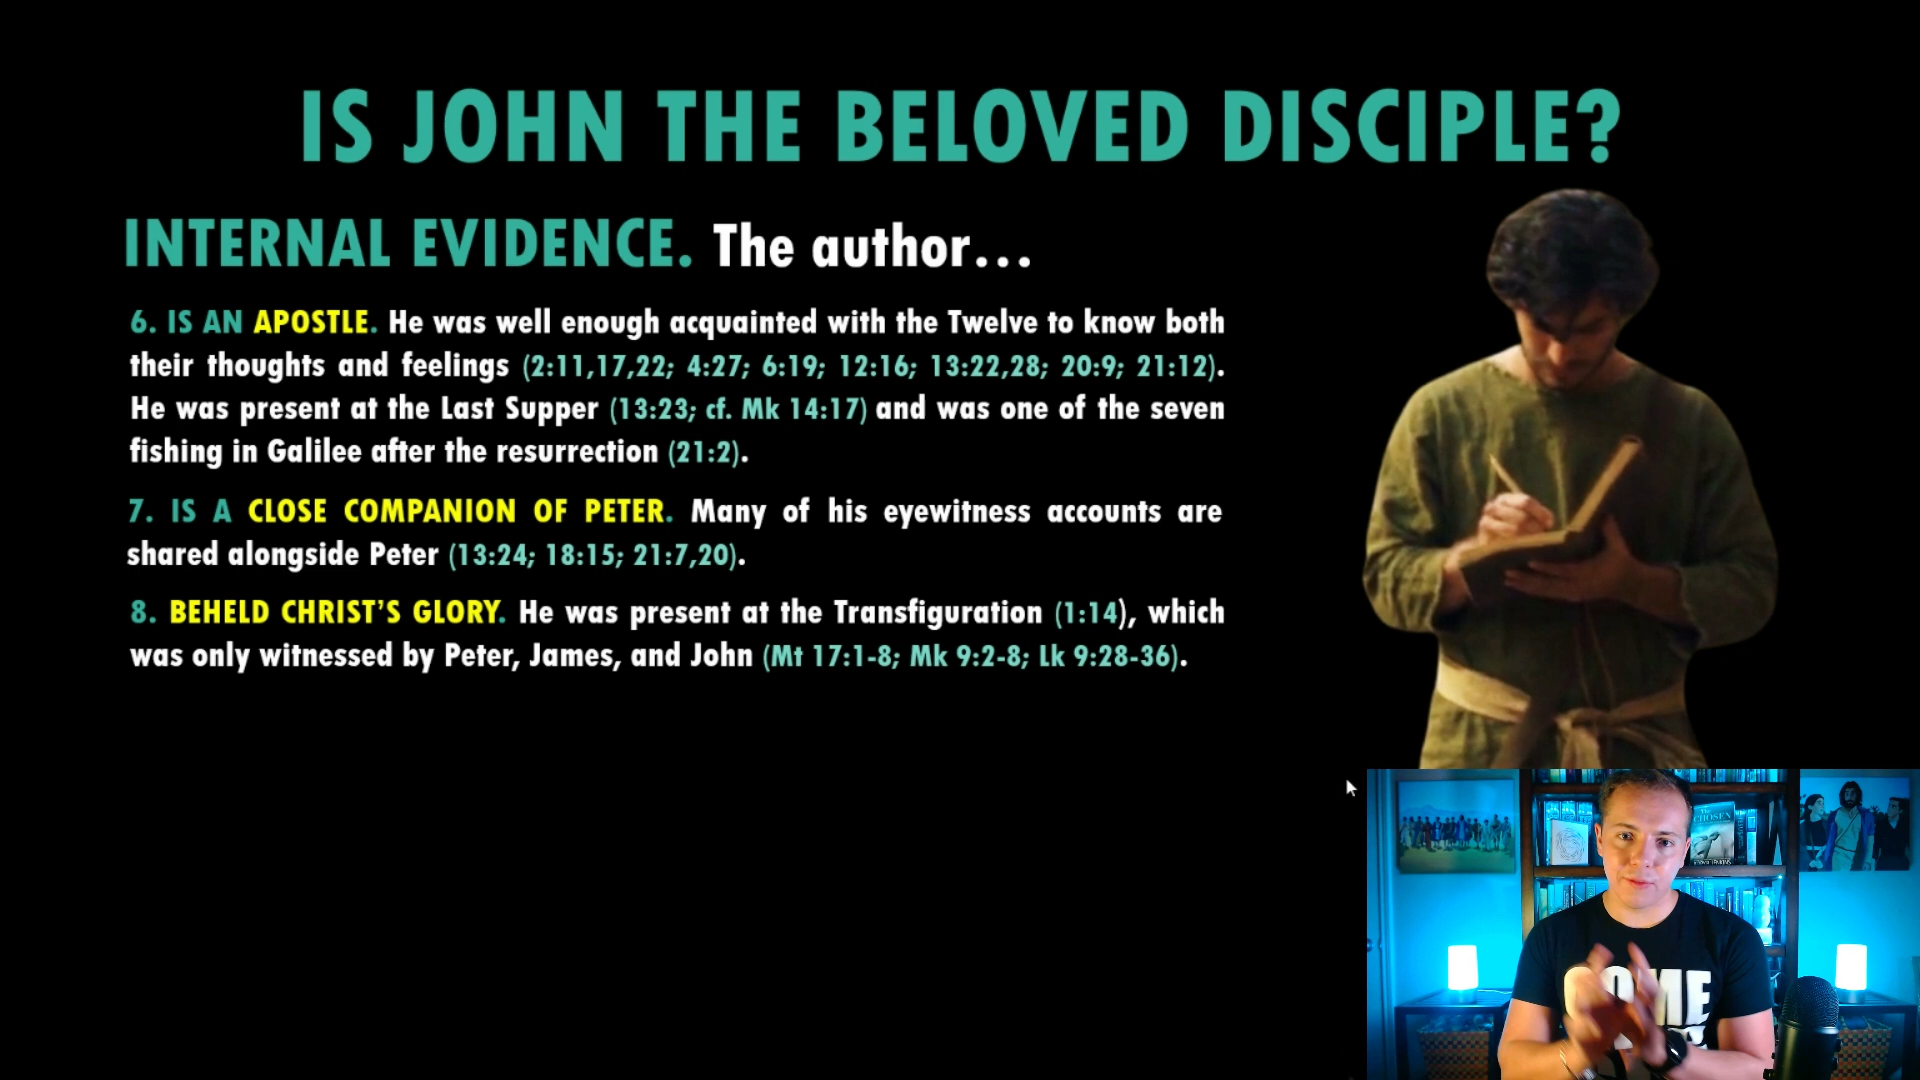 IS JOHN THE BELOVED DISCIPLE?
INTERNAL EVIDENCE. The author...
6. IS AN APOSTLE. He was well enough acquainted with the Twelve to know both
their thoughts and feelings (2:11,17,22; 4:27; 6:19; 12:16; 13:22,28; 20:9; 21:12).
He was present at the Last Supper (13:23; cf. Mk 14:17) and was one of the seven
fishing in Galilee after the resurrection (21:2).
7. IS A CLOSE COMPANION OF PETER. Many of his eyewitness accounts are
shared alongside Peter (13:24; 18:15; 21:7,20).
8. BEHELD CHRIST'S GLORY. He was present at the Transfiguration (1:14), which
was only witnessed by Peter, James, and John (Mt 17:1-8; Mk 9:2-8; Lk 9:28-36).
CHOSEN